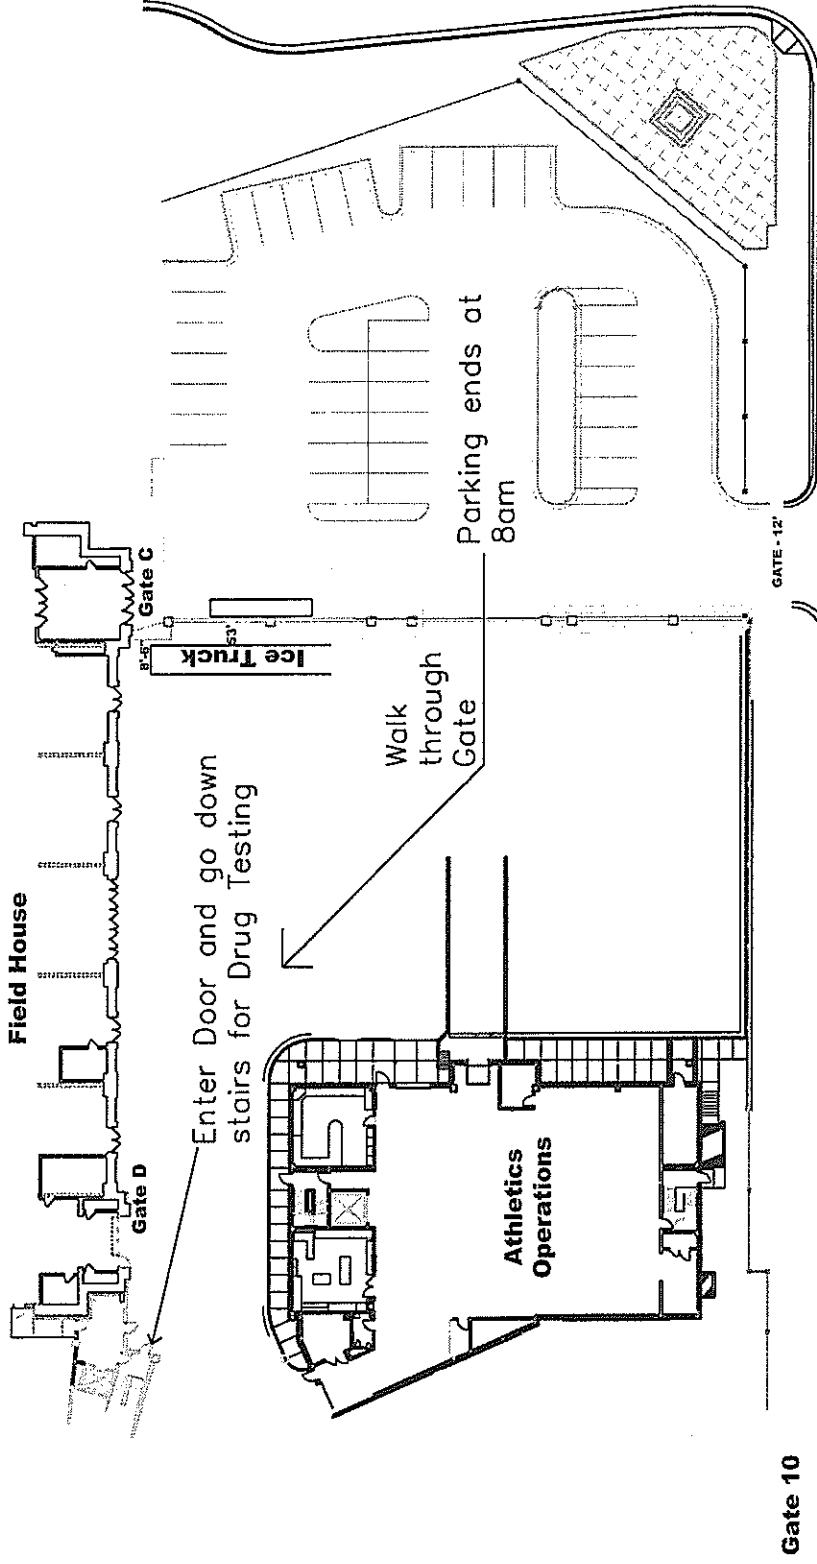 Field House
Gate D
Gate C
Enter Door and go down
stairs for Drug Testing
8'-6"
53'
Ice Truck
Walk
through
Gate
Parking ends at
8am
Athletics
Operations
GATE - 12'
Gate 10